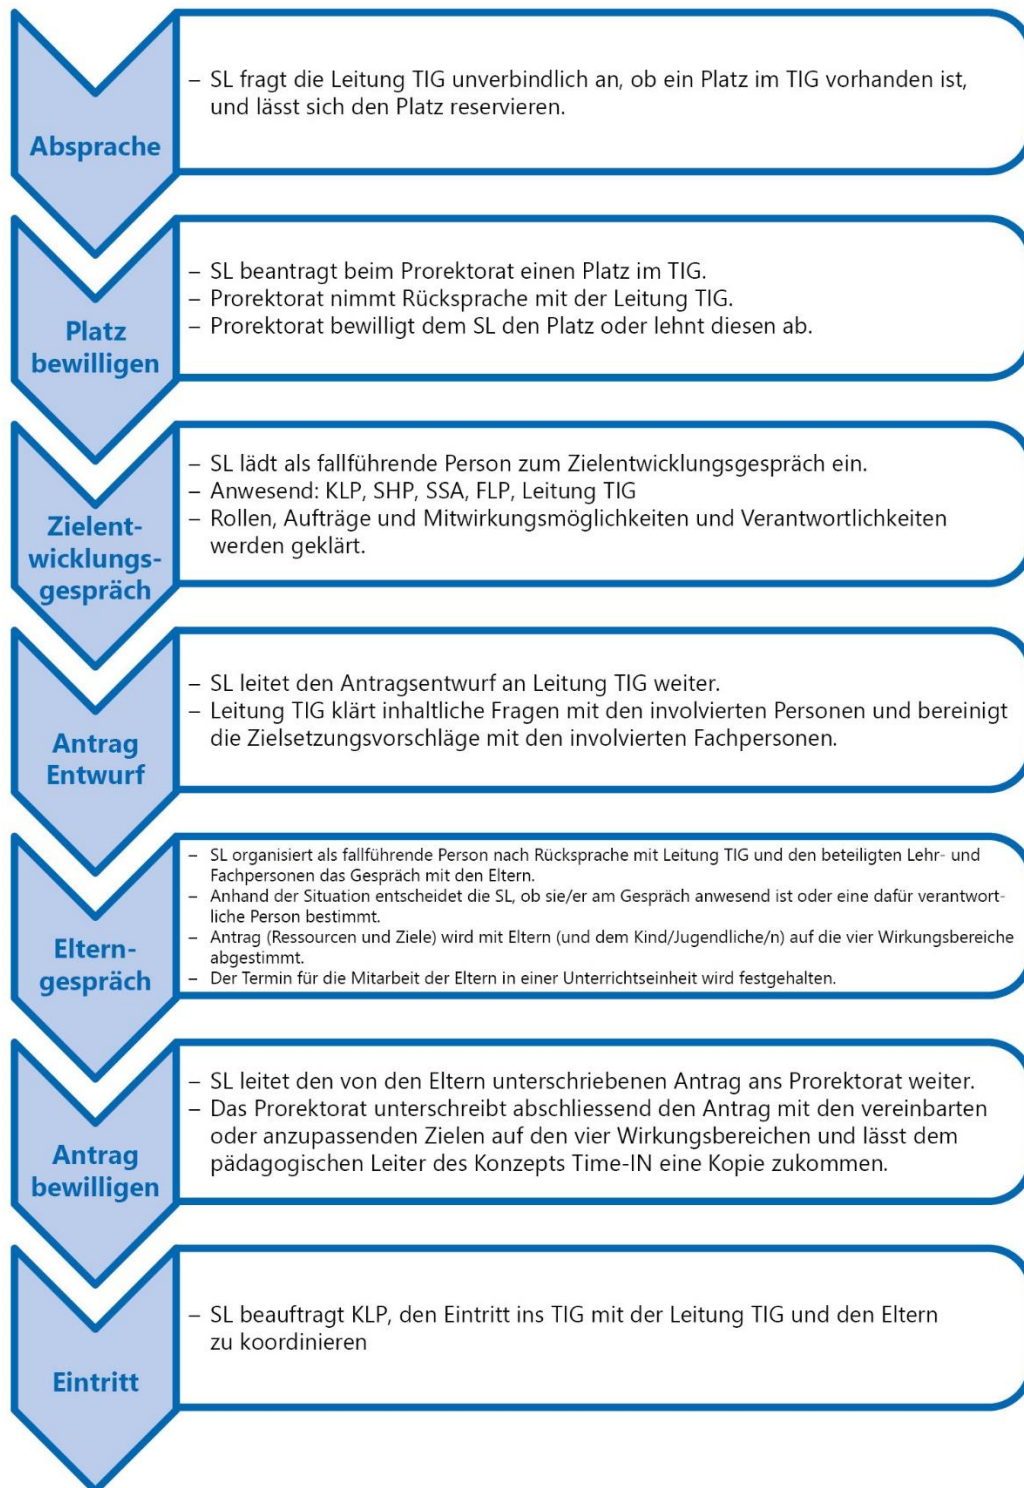 Absprache
– SL fragt die Leitung TIG unverbindlich an, ob ein Platz im TIG vorhanden ist,
und lässt sich den Platz reservieren.
Platz
bewilligen
– SL beantragt beim Prorektorat einen Platz im TIG.
– Prorektorat nimmt Rücksprache mit der Leitung TIG.
– Prorektorat bewilligt dem SL den Platz oder lehnt diesen ab.
Zielent-
wicklungs-
gespräch
– SL lädt als fallführende Person zum Zielentwicklungsgespräch ein.
– Anwesend: KLP, SHP, SSA, FLP, Leitung TIG
– Rollen, Aufträge und Mitwirkungsmöglichkeiten und Verantwortlichkeiten
werden geklärt.
Antrag
Entwurf
– SL leitet den Antragsentwurf an Leitung TIG weiter.
– Leitung TIG klärt inhaltliche Fragen mit den involvierten Personen und bereinigt
die Zielsetzungsvorschläge mit den involvierten Fachpersonen.
Eltern-
gespräch
– SL organisiert als fallführende Person nach Rücksprache mit Leitung TIG und den beteiligten Lehr- und
Fachpersonen das Gespräch mit den Eltern.
– Anhand der Situation entscheidet die SL, ob sie/er am Gespräch anwesend ist oder eine dafür verantwort-
liche Person bestimmt.
– Antrag (Ressourcen und Ziele) wird mit Eltern (und dem Kind/Jugendliche/n) auf die vier Wirkungsbereiche
abgestimmt.
– Der Termin für die Mitarbeit der Eltern in einer Unterrichtseinheit wird festgehalten.
Antrag
bewilligen
– SL leitet den von den Eltern unterschriebenen Antrag ans Prorektorat weiter.
– Das Prorektorat unterschreibt abschliessend den Antrag mit den vereinbarten
oder anzupassenden Zielen auf den vier Wirkungsbereichen und lässt dem
pädagogischen Leiter des Konzepts Time-IN eine Kopie zukommen.
Eintritt
– SL beauftragt KLP, den Eintritt ins TIG mit der Leitung TIG und den Eltern
zu koordinieren